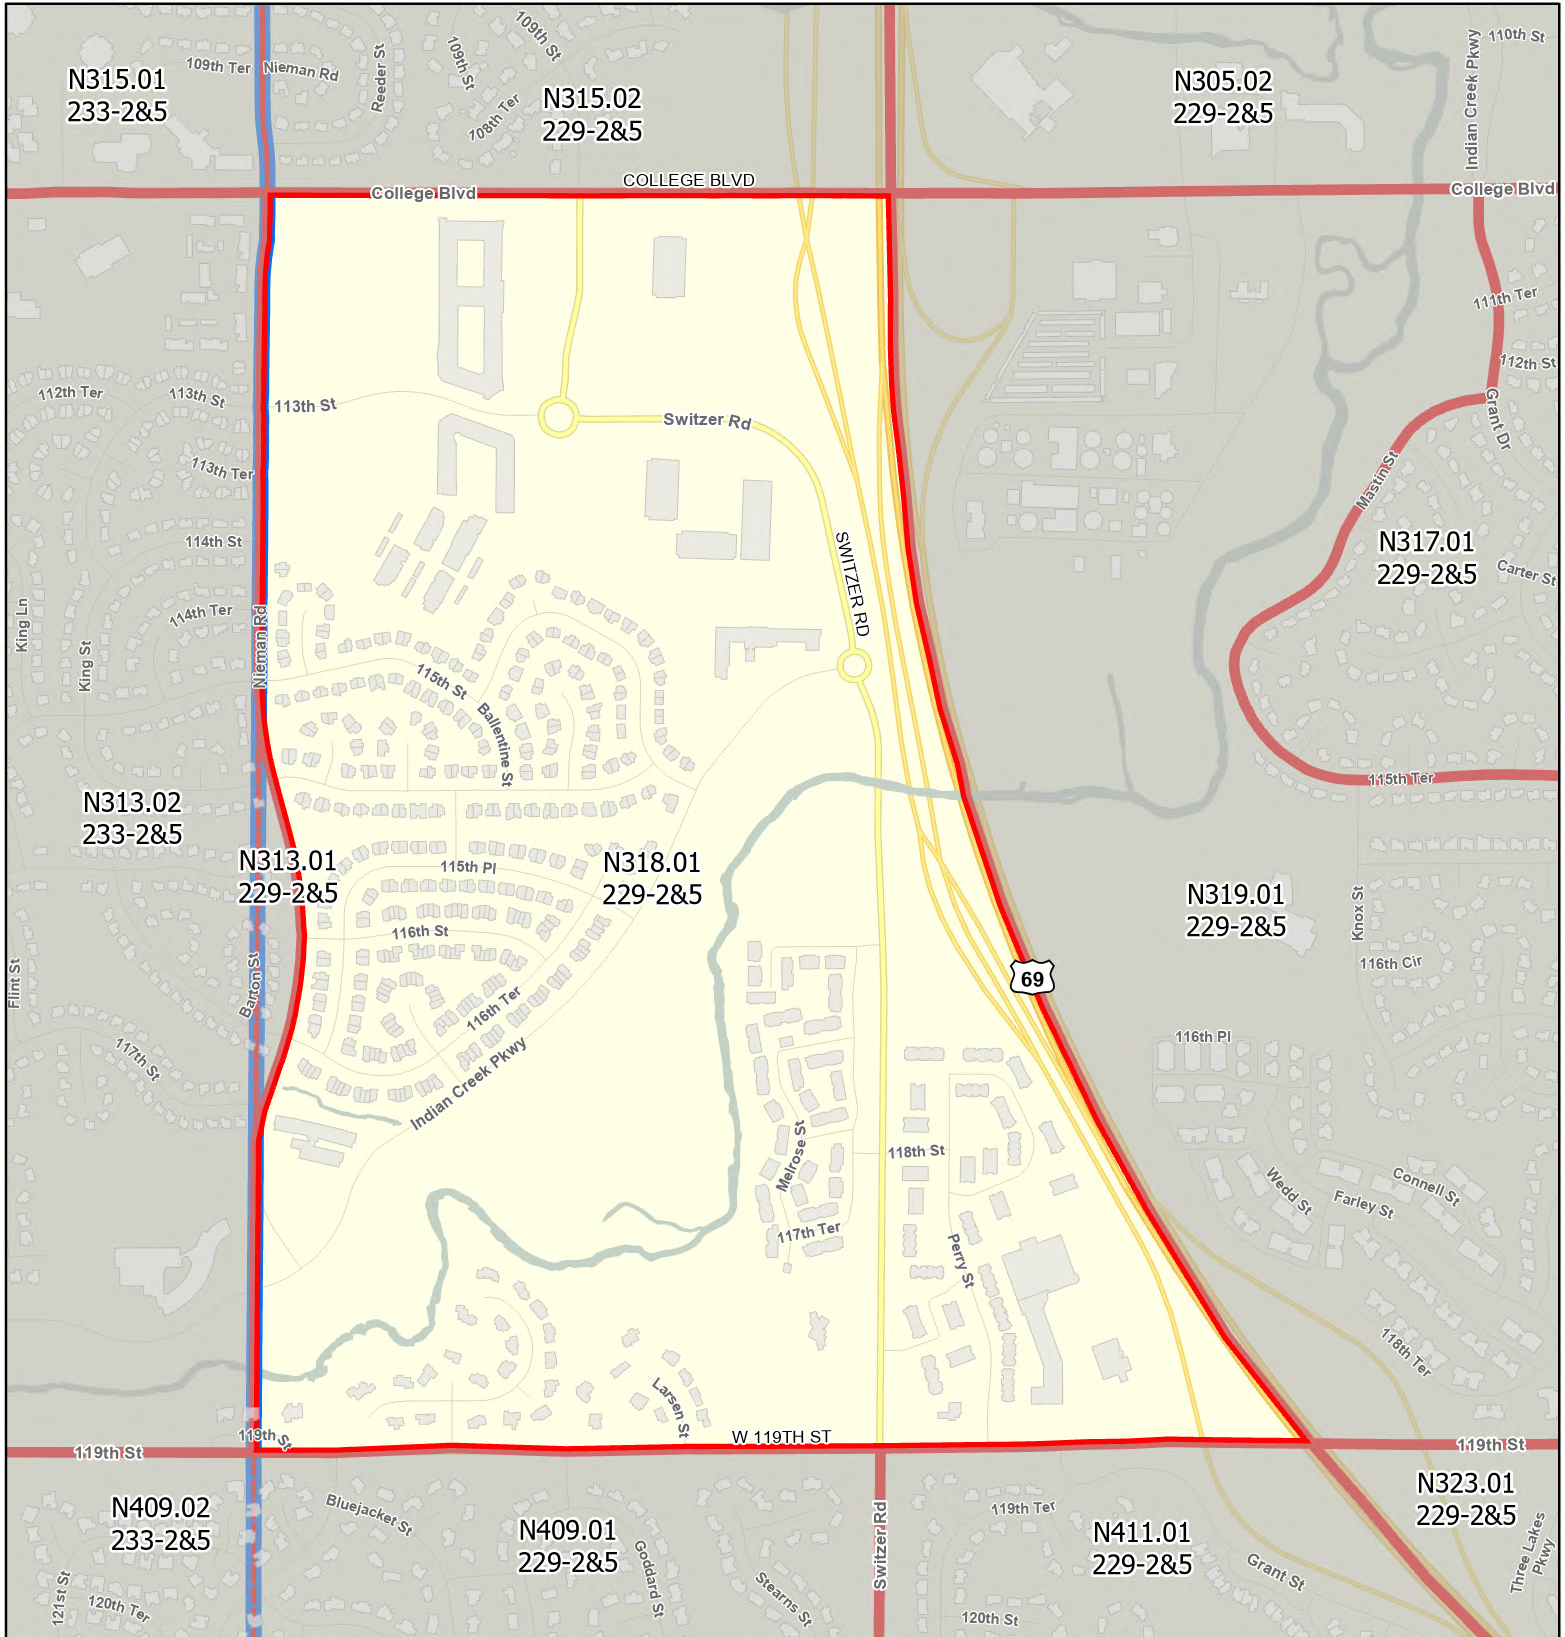 109th St
110th St
109th St
Indian Creek Pkwy
N315.01
233-2&5
109th Ter
Nieman Rd
Reeder St
N315.02
229-2&5
108th Ter
N305.02
229-2&5
COLLEGE BLVD
College Blvd
College Blvd
111th Ter
112th St
112th Ter
113th St
113th St
Grant Dr
Switzer Rd
113th Ter
Mastin St
114th St
SWITZER RD
N317.01
229-2&5
Carter St
King Ln
King St
114th Ter
Nieman Rd
115th St
Ballentine St
115th Ter
N313.02
233-2&5
N313.01
229-2&5
115th Pl
N318.01
229-2&5
N319.01
229-2&5
Knox St
116th St
116th Cir
Flint St
Barton St
69
116th Ter
117th St
Indian Creek Pkwy
116th Pl
Melrose St
118th St
Wedd St
Farley St
Connell St
117th Ter
Perry St
118th Ter
Larsen St
119th St
W 119TH ST
119th St
119th St
N409.02
233-2&5
Bluejacket St
N409.01
229-2&5
Goddard St
Stearns St
Switzer Rd
119th Ter
N411.01
229-2&5
Grant St
N323.01
229-2&5
Three Lakes
Pkwy
121st St
120th Ter
120th St